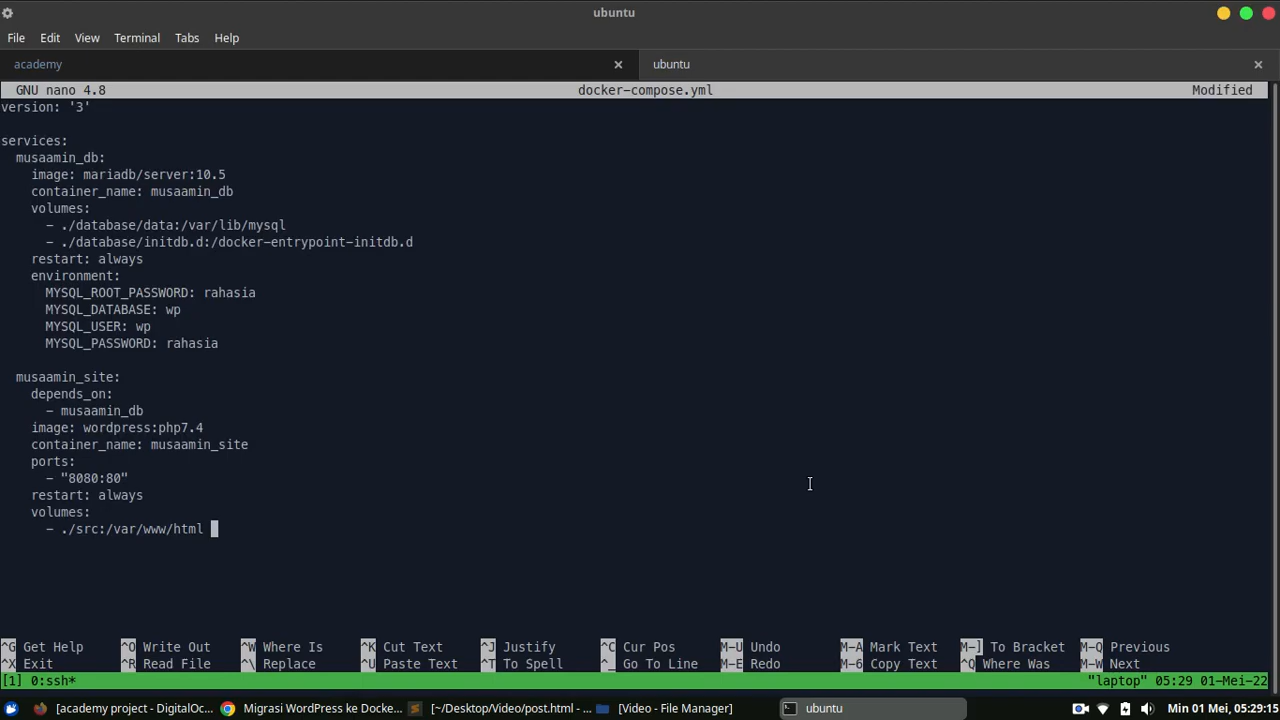 ubuntu
File Edit View Terminal Tabs Help
academy × ubuntu ×
GNU nano 4.8 docker-compose.yml Modified
version: '3'
services:
  musaamin_db:
    image: mariadb/server:10.5
    container_name: musaamin_db
    volumes:
      - ./database/data:/var/lib/mysql
      - ./database/initdb.d:/docker-entrypoint-initdb.d
    restart: always
    environment:
      MYSQL_ROOT_PASSWORD: rahasia
      MYSQL_DATABASE: wp
      MYSQL_USER: wp
      MYSQL_PASSWORD: rahasia
  musaamin_site:
    depends_on:
      - musaamin_db
    image: wordpress:php7.4
    container_name: musaamin_site
    ports:
      - "8080:80"
    restart: always
    volumes:
      - ./src:/var/www/html
^G Get Help ^O Write Out ^W Where Is ^K Cut Text ^J Justify ^C Cur Pos M-U Undo M-A Mark Text M-] To Bracket M-Q Previous
^X Exit ^R Read File ^\ Replace ^U Paste Text ^T To Spell ^_ Go To Line M-E Redo M-6 Copy Text ^Q Where Was M-W Next
[1] 0:ssh* "laptop" 05:29 01-Mei-22
[academy project - DigitalOc... Migrasi WordPress ke Docke... [~/Desktop/Video/post.html - ... [Video - File Manager] ubuntu Min 01 Mei, 05:29:15